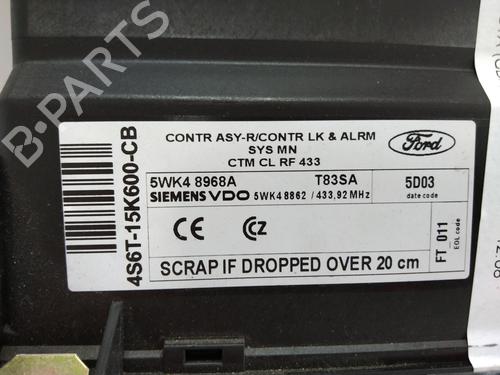 CONTR ASY-R/CONTR LK & ALRM
SYS MN
CTM CL RF 433
Ford
5WK4 8968A T83SA
5D03
SIEMENS VDO 5WK4 8862 / 433,92 MHz
date code
CE CZ
FT 011
EOL code
SCRAP IF DROPPED OVER 20 cm
4S6T-15K600-CB
B-PARTS